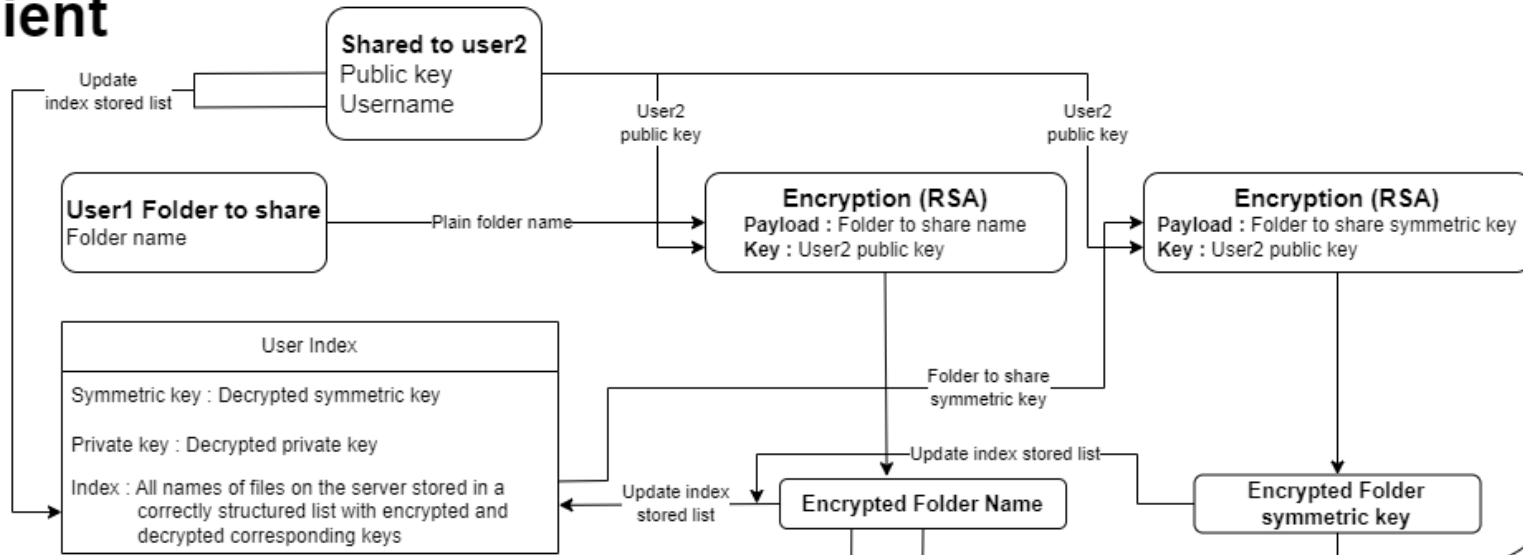 ient
Shared to user2
Public key
Username
Update
index stored list
User2
public key
User2
public key
User1 Folder to share
Folder name
Plain folder name
Encryption (RSA)
Payload : Folder to share name
Key : User2 public key
Encryption (RSA)
Payload : Folder to share symmetric key
Key : User2 public key
User Index
Symmetric key : Decrypted symmetric key
Private key : Decrypted private key
Index : All names of files on the server stored in a
correctly structured list with encrypted and
decrypted corresponding keys
Folder to share
symmetric key
Update index stored list
Update index
stored list
Encrypted Folder Name
Encrypted Folder
symmetric key